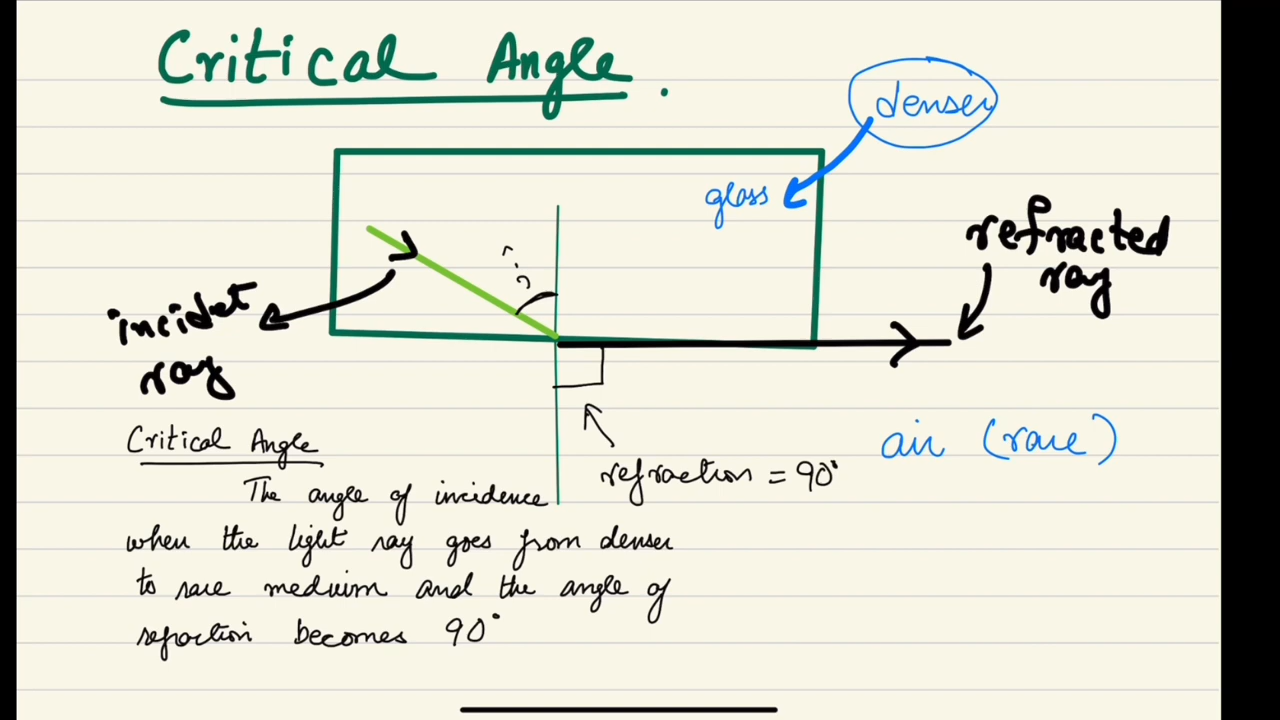 Critical Angle.
denser
glass
refracted
ray
incidet
ray
air (rare)
refraction = 90°
Critical Angle
The angle of incidence
when the light ray goes from denser
to rare medium and the angle of
refraction becomes 90°